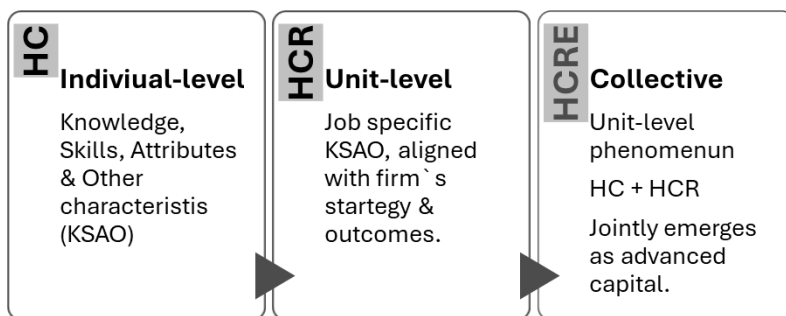 HC
Indiviual-level
Knowledge,
Skills, Attributes
& Other
characteristis
(KSAO)
HCR
Unit-level
Job specific
KSAO, aligned
with firm`s
startegy &
outcomes.
HCRE
Collective
Unit-level
phenomenun
HC + HCR
Jointly emerges
as advanced
capital.